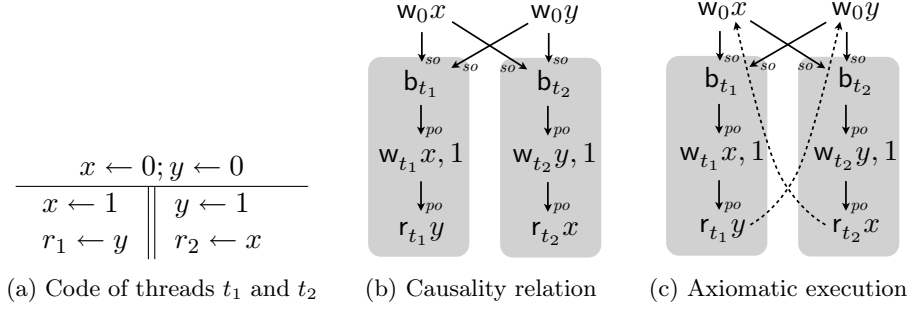 x ← 0; y ← 0
x ← 1 y ← 1
r₁ ← y r₂ ← x
(a) Code of threads t₁ and t₂
w₀x w₀y
so so so so
b_{t₁} b_{t₂}
po po
w_{t₁}x, 1 w_{t₂}y, 1
po po
r_{t₁}y r_{t₂}x
(b) Causality relation
w₀x w₀y
so so so so
b_{t₁} b_{t₂}
po po
w_{t₁}x, 1 w_{t₂}y, 1
po po
r_{t₁}y r_{t₂}x
(c) Axiomatic execution